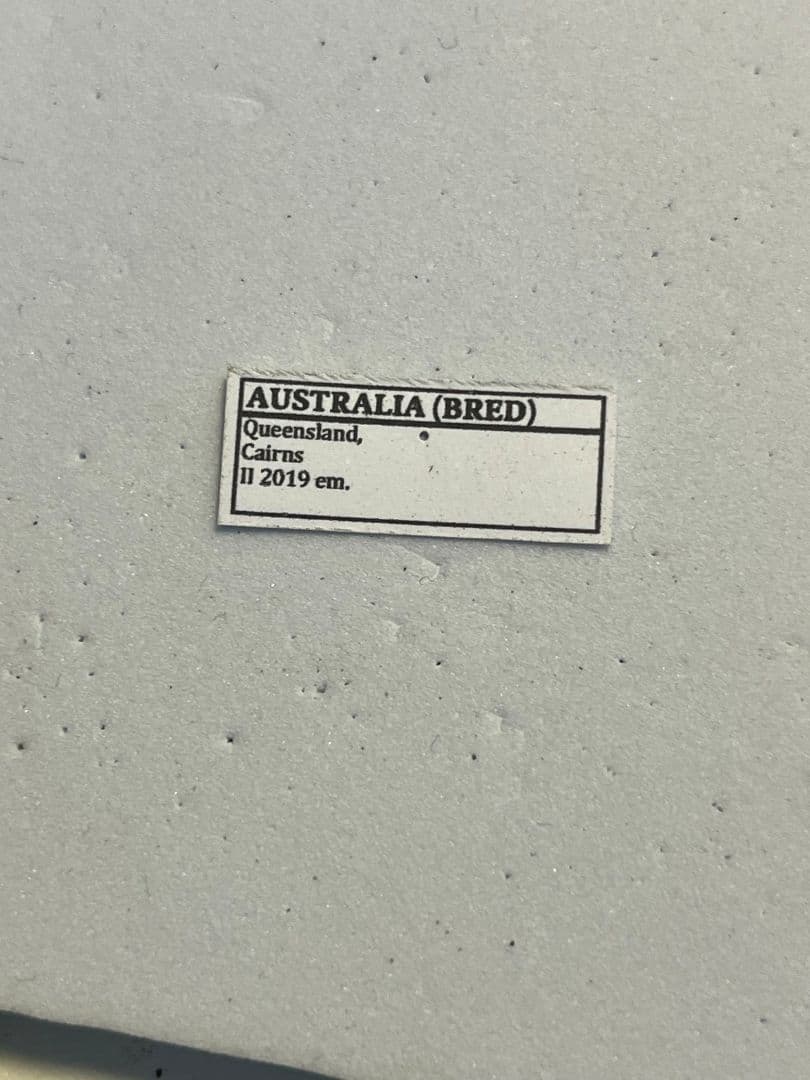 AUSTRALIA (BRED)
Queensland,
Cairns
II 2019 em.